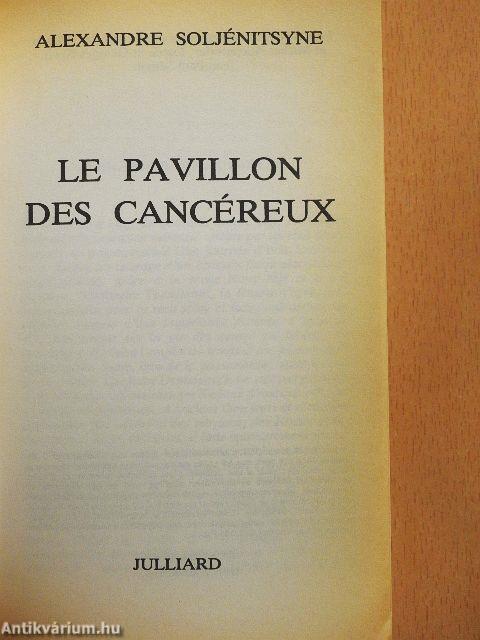 ALEXANDRE SOLJÉNITSYNE
LE PAVILLON
DES CANCÉREUX
JULLIARD
Antikvárium.hu